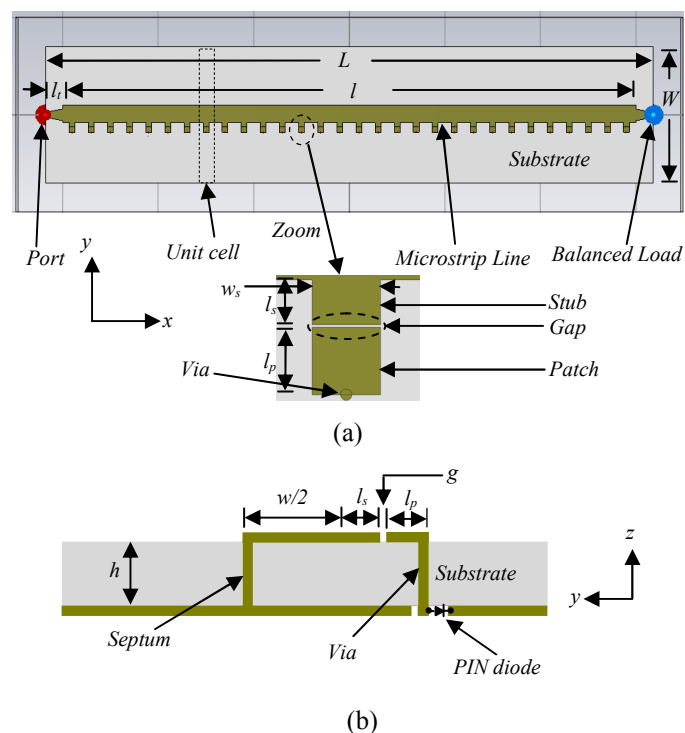 L
l_t
l
W
Substrate
Port
Unit cell
Zoom
Microstrip Line
Balanced Load
y
x
w_s
l_s
Stub
Gap
l_p
Via
Patch
(a)
w/2
l_s
l_p
g
h
Substrate
z
y
Septum
Via
PIN diode
(b)